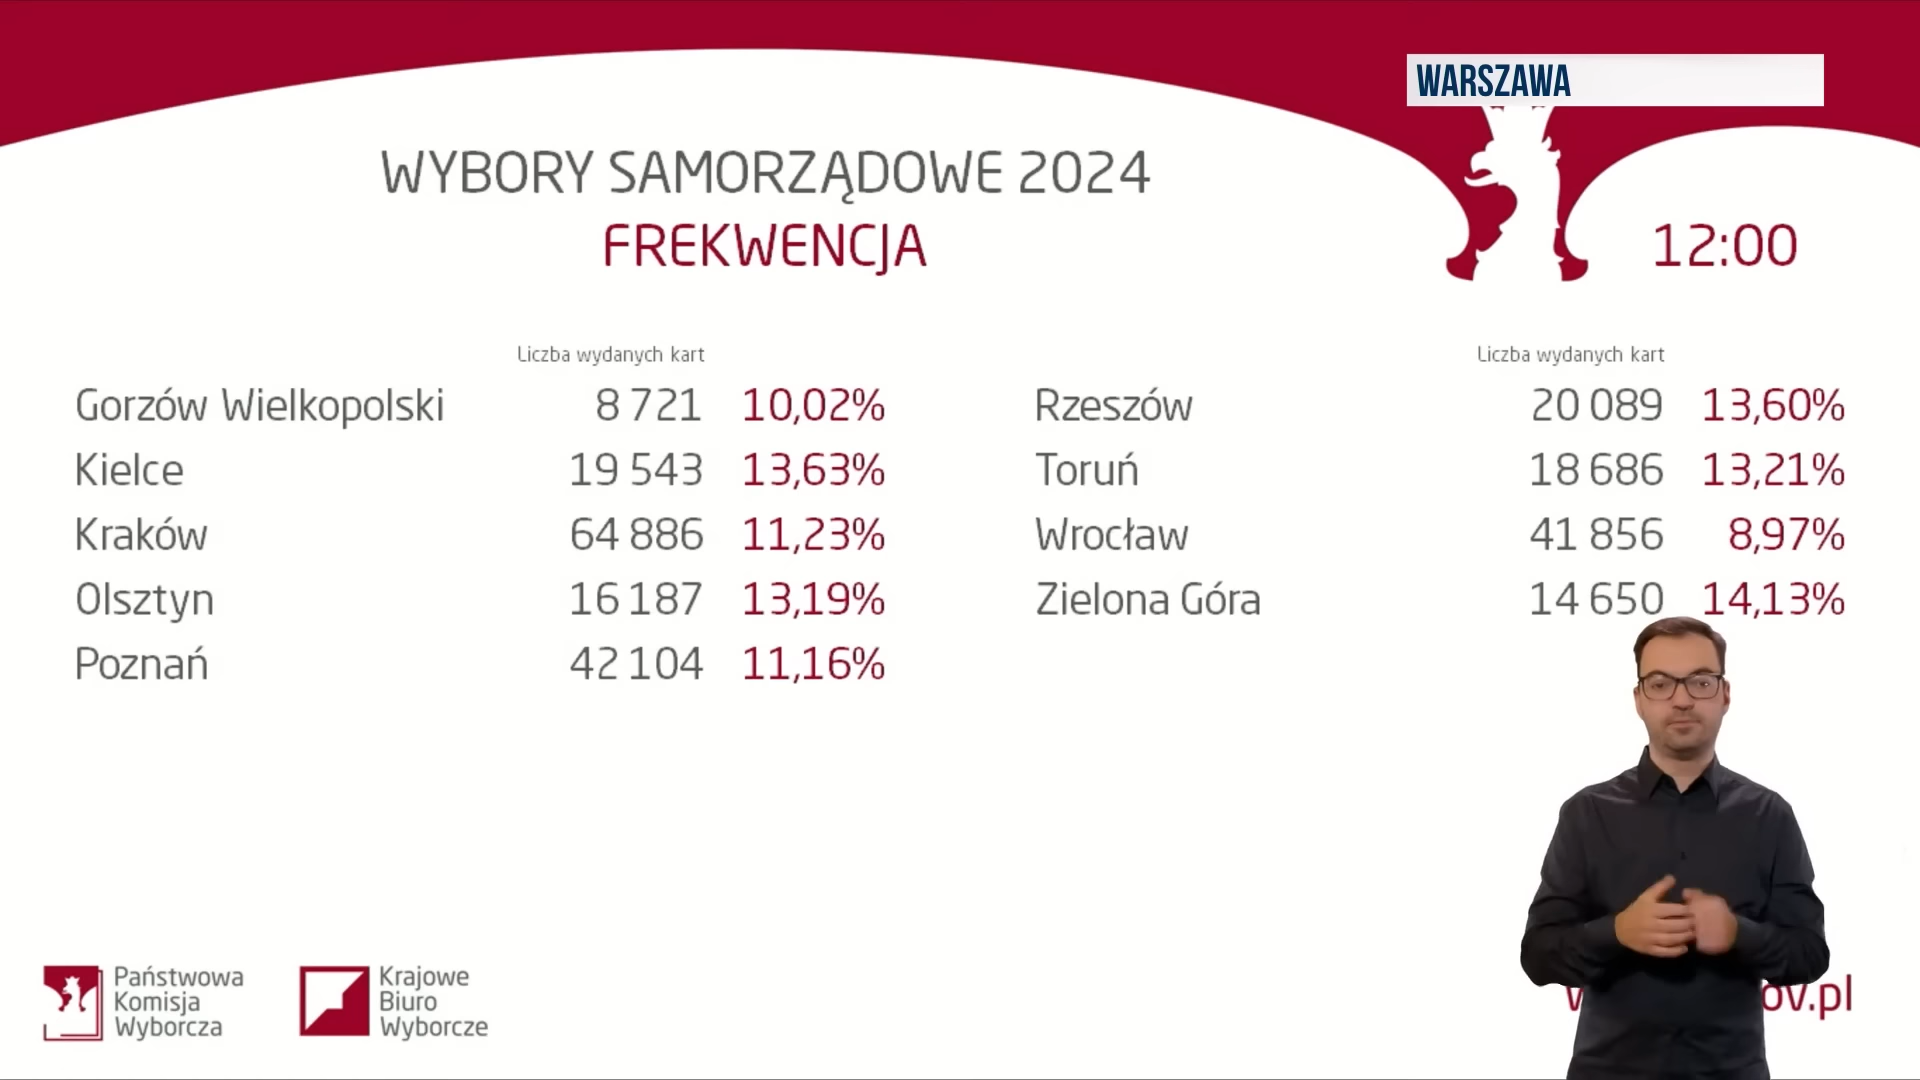 WARSZAWA
WYBORY SAMORZĄDOWE 2024
FREKWENCJA
12:00
Liczba wydanych kart
Gorzów Wielkopolski 8 721 10,02%
Kielce 19 543 13,63%
Kraków 64 886 11,23%
Olsztyn 16 187 13,19%
Poznań 42 104 11,16%
Liczba wydanych kart
Rzeszów 20 089 13,60%
Toruń 18 686 13,21%
Wrocław 41 856 8,97%
Zielona Góra 14 650 14,13%
Państwowa
Komisja
Wyborcza
Krajowe
Biuro
Wyborcze